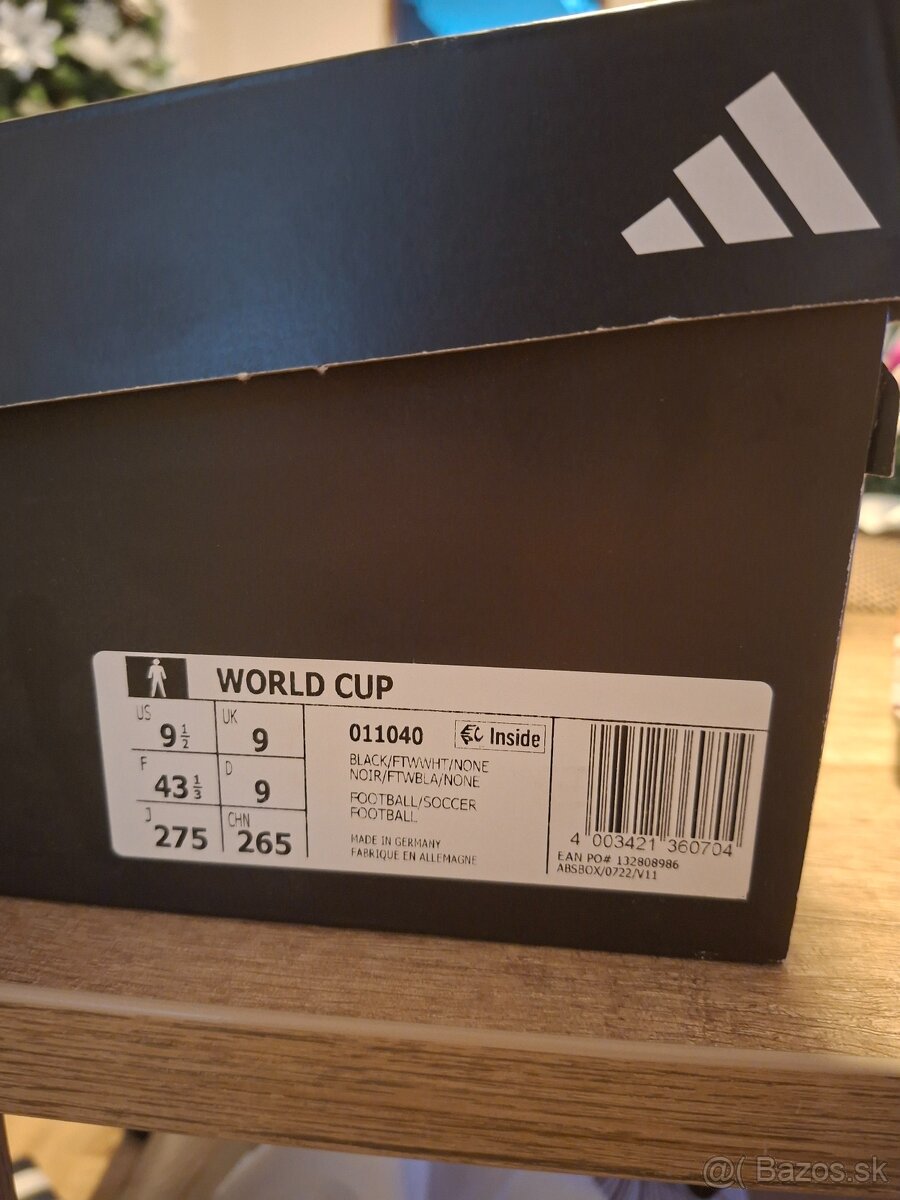 WORLD CUP
US
9 1/2
UK
9
F
43 1/3
D
9
J
275
CHN
265
011040
Inside
BLACK/FTWWHT/NONE
NOIR/FTWBLA/NONE
FOOTBALL/SOCCER
FOOTBALL
MADE IN GERMANY
FABRIQUE EN ALLEMAGNE
4 003421 360704
EAN PO# 132808986
ABSBOX/0722/V11
@( Bazos.sk